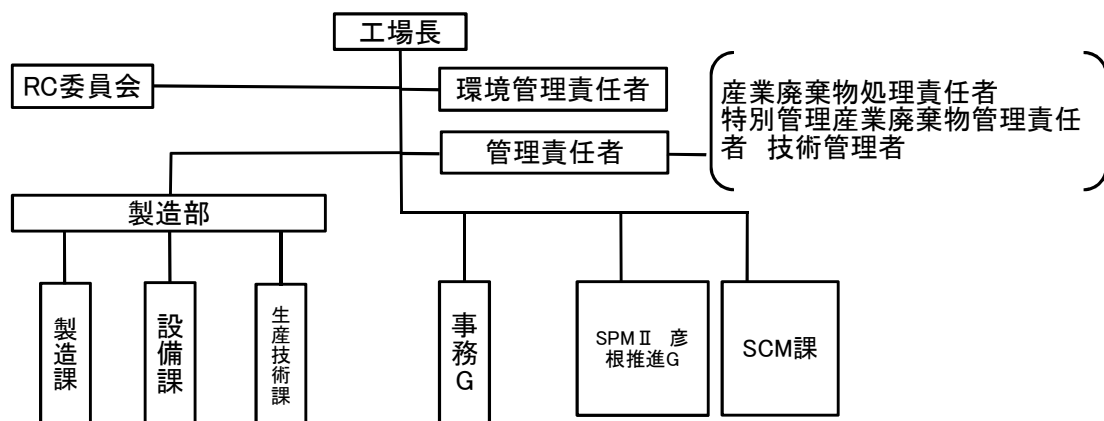 工場長
RC委員会
環境管理責任者
産業廃棄物処理責任者
特別管理産業廃棄物管理責任
者　技術管理者
管理責任者
製造部
製造課
設備課
生産技術課
事務G
SPMⅡ　彦
根推進G
SCM課